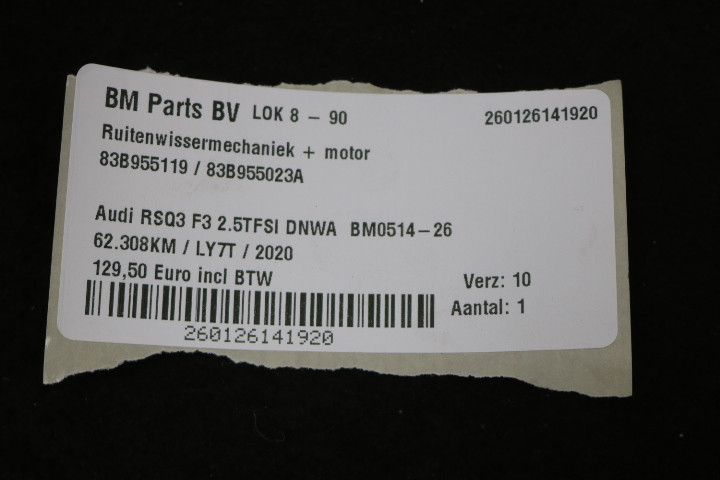 BM Parts BV LOK 8 - 90 260126141920
Ruitenwissermechaniek + motor
83B955119 / 83B955023A
Audi RSQ3 F3 2.5TFSI DNWA BM0514-26
62.308KM / LY7T / 2020
129,50 Euro incl BTW Verz: 10
Aantal: 1
260126141920